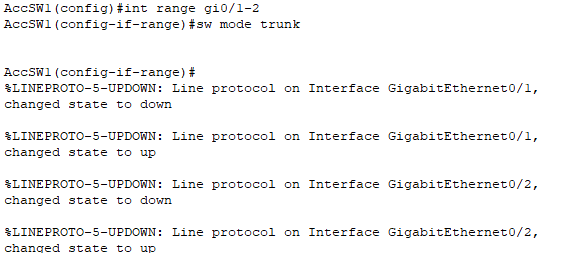 AccSW1(config)#int range gi0/1-2
AccSW1(config-if-range)#sw mode trunk
AccSW1(config-if-range)#
%LINEPROTO-5-UPDOWN: Line protocol on Interface GigabitEthernet0/1,
changed state to down
%LINEPROTO-5-UPDOWN: Line protocol on Interface GigabitEthernet0/1,
changed state to up
%LINEPROTO-5-UPDOWN: Line protocol on Interface GigabitEthernet0/2,
changed state to down
%LINEPROTO-5-UPDOWN: Line protocol on Interface GigabitEthernet0/2,
changed state to up